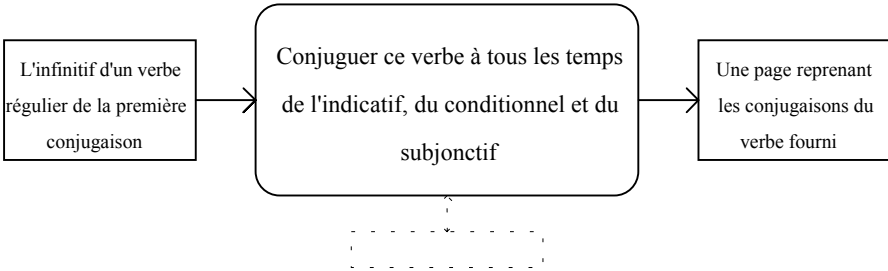 L'infinitif d'un verbe
régulier de la première
conjugaison
Conjuguer ce verbe à tous les temps
de l'indicatif, du conditionnel et du
subjonctif
Une page reprenant
les conjugaisons du
verbe fourni